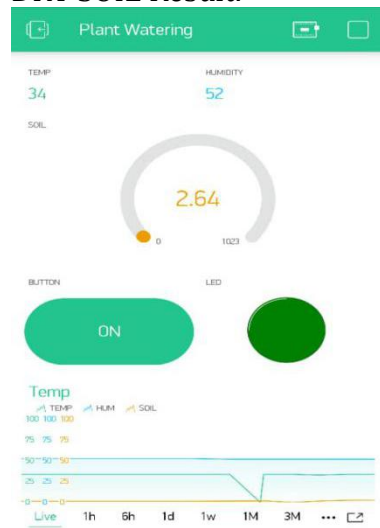 Plant Watering
TEMP HUMIDITY
34 52
SOIL
2.64
0 1023
BUTTON LED
ON
Temp
TEMP HUM SOIL
100 100 100
75 75 75
50 50 50
25 25 25
0 0 0
Live 1h 6h 1d 1w 1M 3M ...